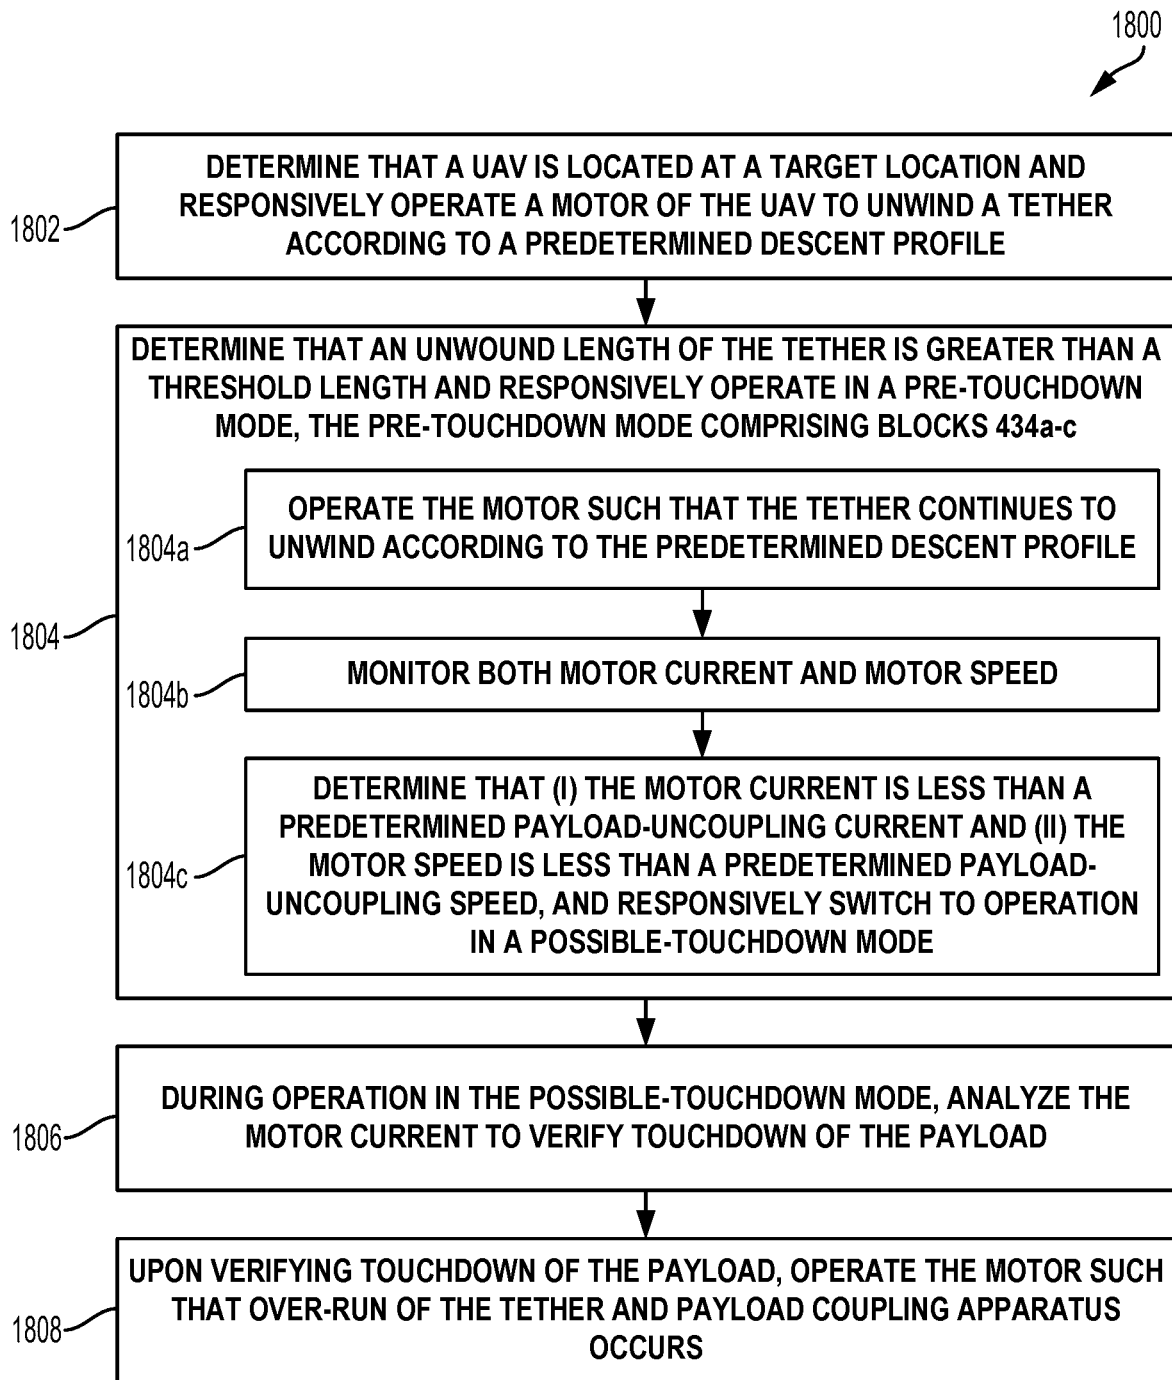 1800
DETERMINE THAT A UAV IS LOCATED AT A TARGET LOCATION AND
RESPONSIVELY OPERATE A MOTOR OF THE UAV TO UNWIND A TETHER
ACCORDING TO A PREDETERMINED DESCENT PROFILE
1802
DETERMINE THAT AN UNWOUND LENGTH OF THE TETHER IS GREATER THAN A
THRESHOLD LENGTH AND RESPONSIVELY OPERATE IN A PRE-TOUCHDOWN
MODE, THE PRE-TOUCHDOWN MODE COMPRISING BLOCKS 434a-c
OPERATE THE MOTOR SUCH THAT THE TETHER CONTINUES TO
UNWIND ACCORDING TO THE PREDETERMINED DESCENT PROFILE
1804a
1804
MONITOR BOTH MOTOR CURRENT AND MOTOR SPEED
1804b
DETERMINE THAT (I) THE MOTOR CURRENT IS LESS THAN A
PREDETERMINED PAYLOAD-UNCOUPLING CURRENT AND (II) THE
MOTOR SPEED IS LESS THAN A PREDETERMINED PAYLOAD-
UNCOUPLING SPEED, AND RESPONSIVELY SWITCH TO OPERATION
IN A POSSIBLE-TOUCHDOWN MODE
1804c
DURING OPERATION IN THE POSSIBLE-TOUCHDOWN MODE, ANALYZE THE
MOTOR CURRENT TO VERIFY TOUCHDOWN OF THE PAYLOAD
1806
UPON VERIFYING TOUCHDOWN OF THE PAYLOAD, OPERATE THE MOTOR SUCH
THAT OVER-RUN OF THE TETHER AND PAYLOAD COUPLING APPARATUS
OCCURS
1808